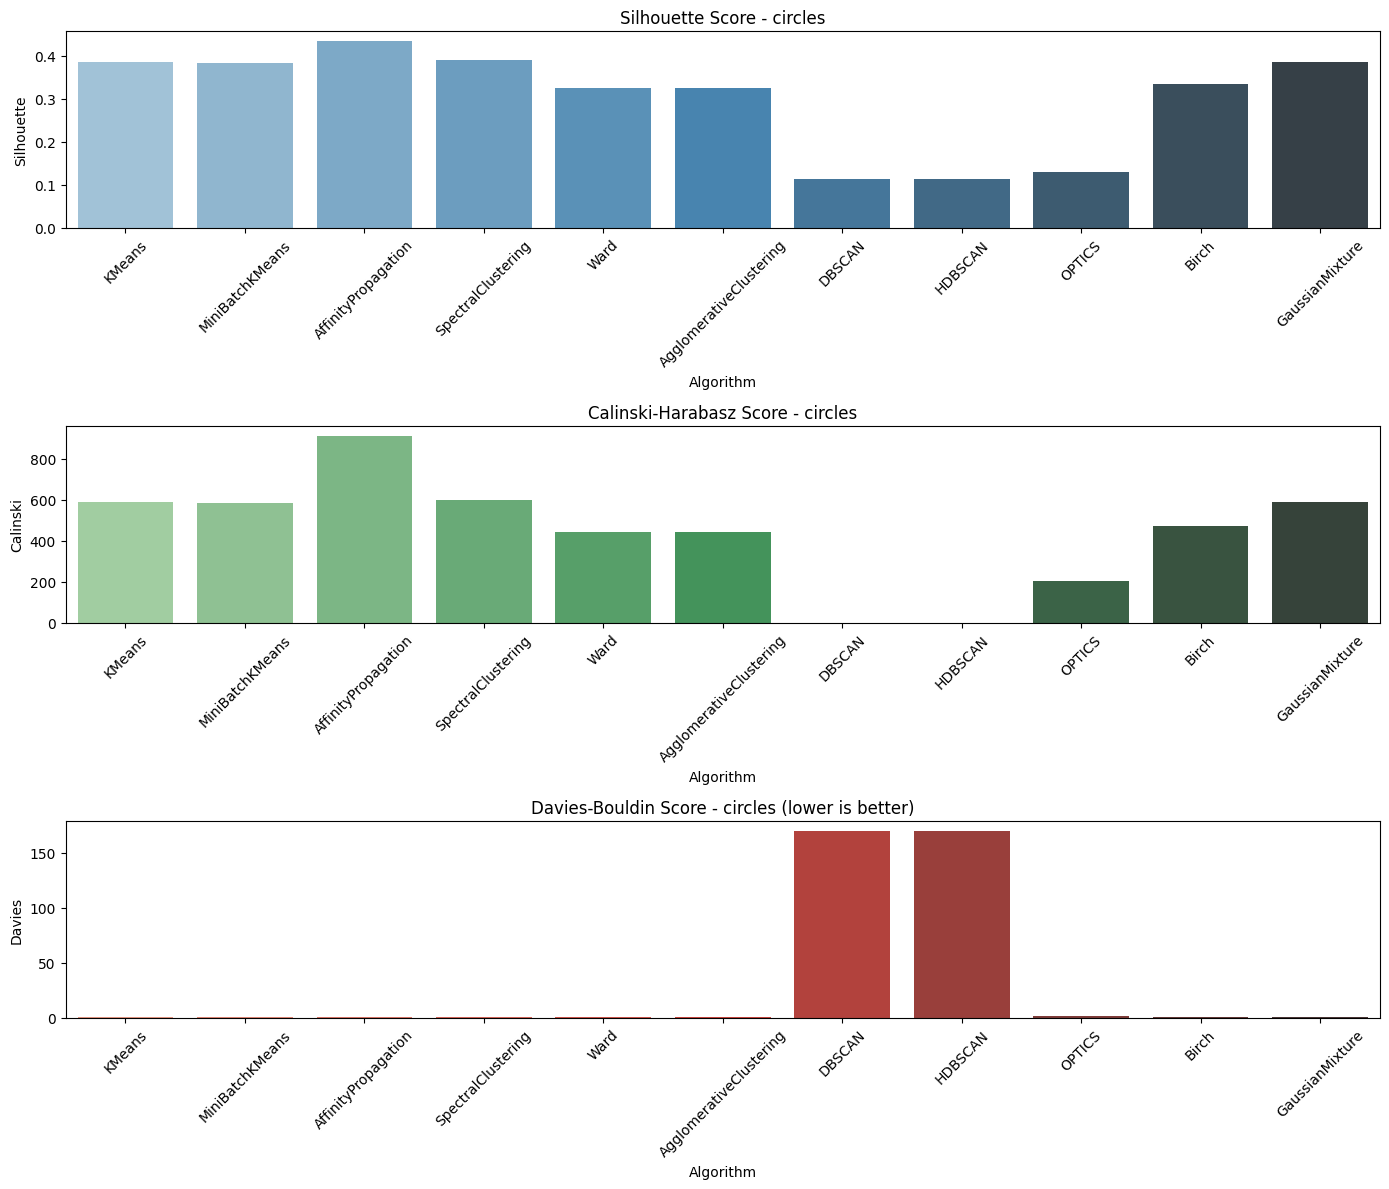 Silhouette Score - circles
Silhouette
0.4
0.3
0.2
0.1
0.0
KMeans
MiniBatchKMeans
AffinityPropagation
SpectralClustering
Ward
AgglomerativeClustering
DBSCAN
HDBSCAN
OPTICS
Birch
GaussianMixture
Algorithm
Calinski-Harabasz Score - circles
Calinski
800
600
400
200
0
KMeans
MiniBatchKMeans
AffinityPropagation
SpectralClustering
Ward
AgglomerativeClustering
DBSCAN
HDBSCAN
OPTICS
Birch
GaussianMixture
Algorithm
Davies-Bouldin Score - circles (lower is better)
Davies
150
100
50
0
KMeans
MiniBatchKMeans
AffinityPropagation
SpectralClustering
Ward
AgglomerativeClustering
DBSCAN
HDBSCAN
OPTICS
Birch
GaussianMixture
Algorithm